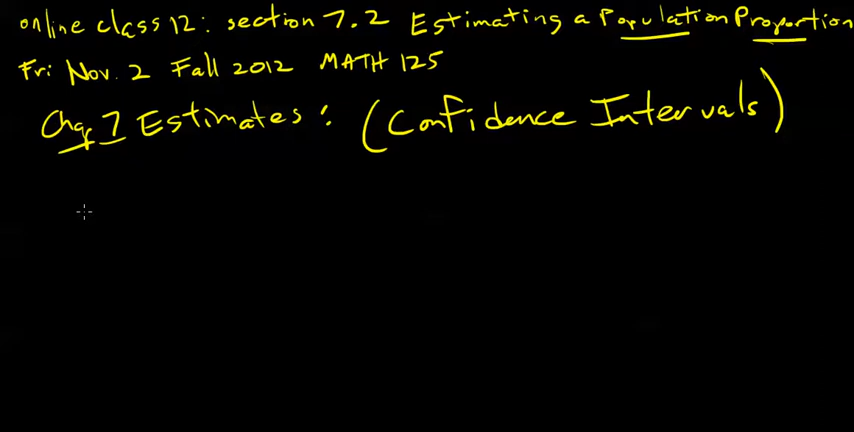 online class 12: section 7.2 Estimating a Population Proportion
Fri Nov. 2 Fall 2012 MATH 125
Chap 7 Estimates: (Confidence Intervals)